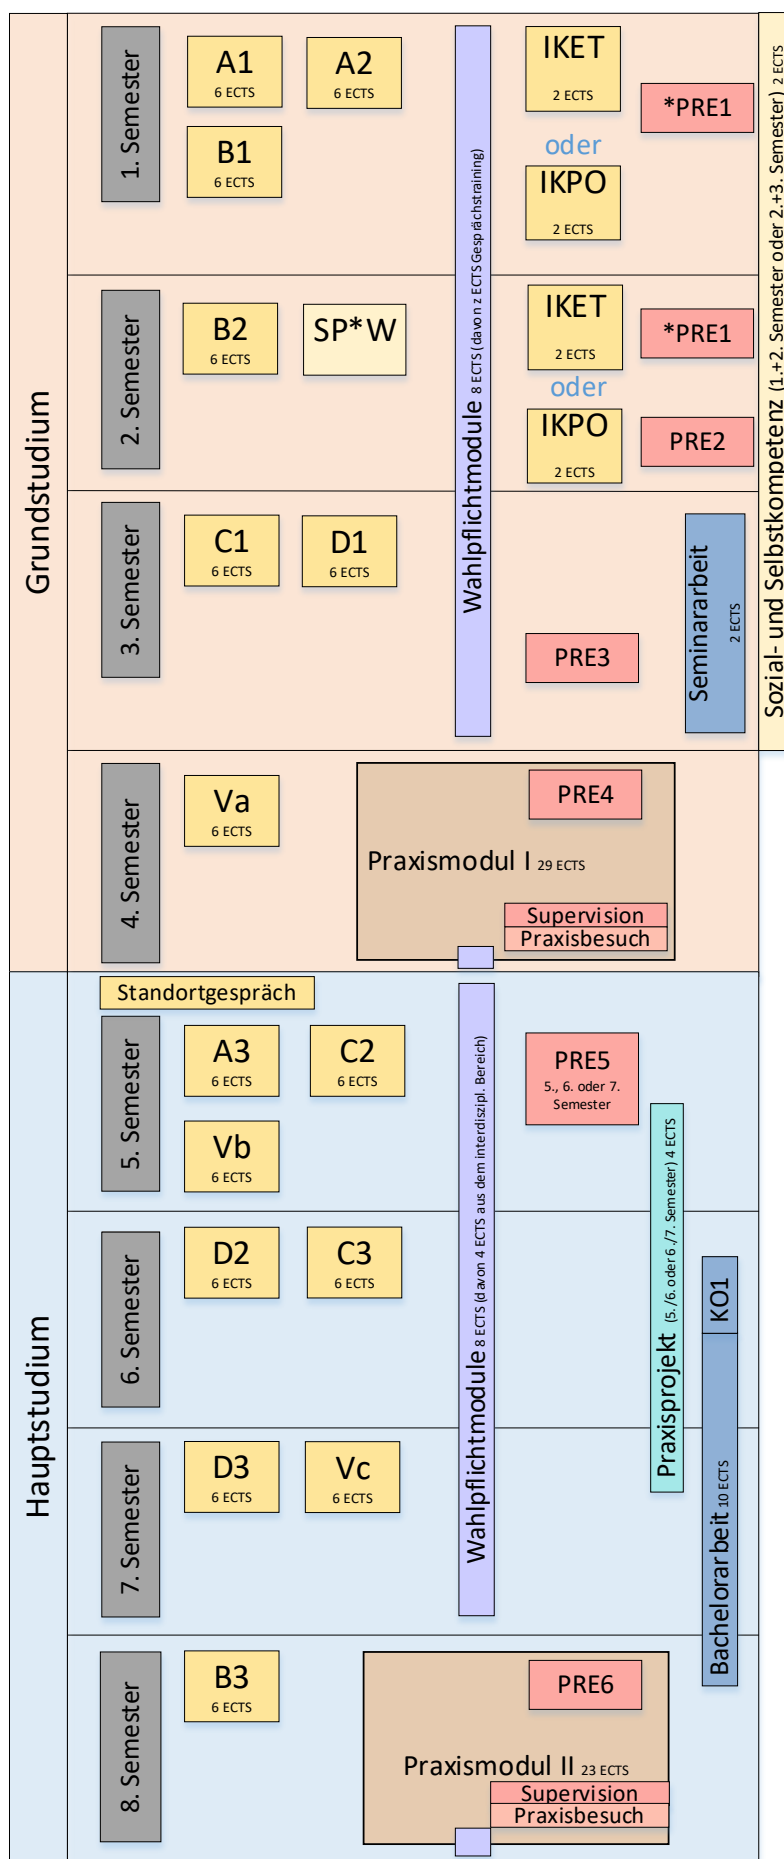 Grundstudium
1. Semester
A1
6 ECTS
A2
6 ECTS
B1
6 ECTS
Wahlpflichtmodule 8 ECTS (davon z ECTS Gesprächstraining)
IKET
2 ECTS
oder
IKPO
2 ECTS
*PRE1
Sozial- und Selbstkompetenz (1.+2. Semester oder 2.+3. Semester) 2 ECTS
2. Semester
B2
6 ECTS
SP*W
IKET
2 ECTS
oder
IKPO
2 ECTS
*PRE1
PRE2
3. Semester
C1
6 ECTS
D1
6 ECTS
PRE3
Seminararbeit
2 ECTS
4. Semester
Va
6 ECTS
PRE4
Praxismodul I 29 ECTS
Supervision
Praxisbesuch
Hauptstudium
Standortgespräch
5. Semester
A3
6 ECTS
C2
6 ECTS
Vb
6 ECTS
Wahlpflichtmodule 8 ECTS (davon 4 ECTS aus dem interdiszipl. Bereich)
PRE5
5., 6. oder 7.
Semester
Praxisprojekt (5./6. oder 6./7. Semester) 4 ECTS
6. Semester
D2
6 ECTS
C3
6 ECTS
KO1
Bachelorarbeit 10 ECTS
7. Semester
D3
6 ECTS
Vc
6 ECTS
8. Semester
B3
6 ECTS
PRE6
Praxismodul II 23 ECTS
Supervision
Praxisbesuch